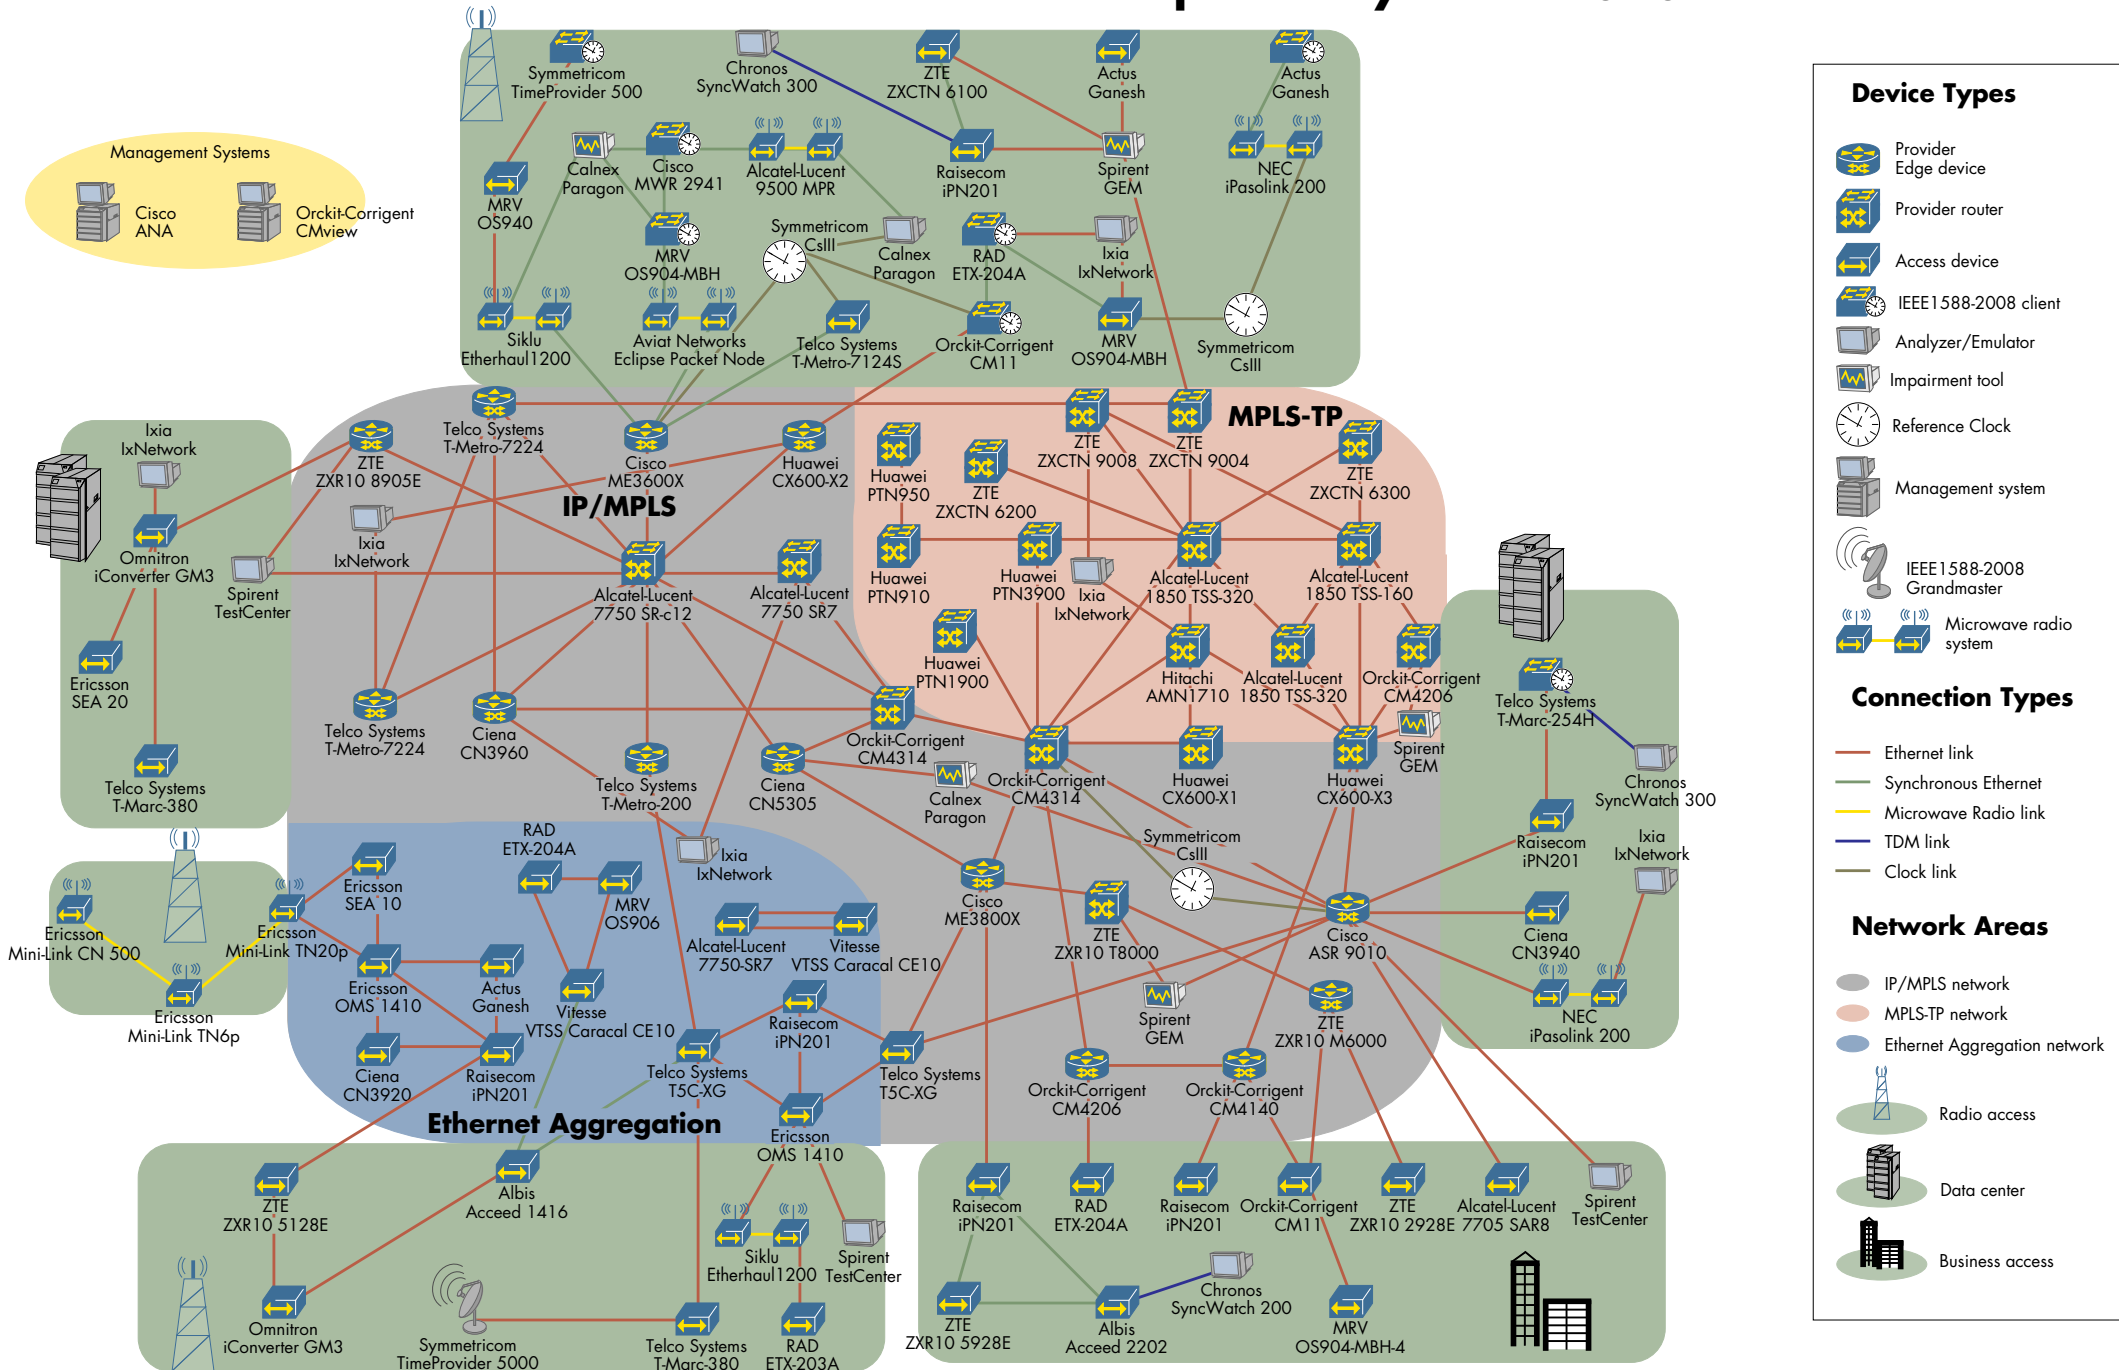 Symmetricom
TimeProvider 500
Chronos
SyncWatch 300
ZTE
ZXCTN 6100
Actus
Ganesh
Actus
Ganesh
Management Systems
Cisco
ANA
Orckit-Corrigent
CMview
Calnex
Paragon
Cisco
MWR 2941
Alcatel-Lucent
9500 MPR
Raisecom
iPN201
Spirent
GEM
NEC
iPasolink 200
MRV
OS940
MRV
OS904-MBH
Symmetricom
CsIII
Calnex
Paragon
RAD
ETX-204A
Ixia
IxNetwork
Siklu
Etherhaul1200
Aviat Networks
Eclipse Packet Node
Telco Systems
T-Metro-7124S
Orckit-Corrigent
CM11
MRV
OS904-MBH
Symmetricom
CsIII
Ixia
IxNetwork
Omnitron
iConverter GM3
Spirent
TestCenter
Ericsson
SEA 20
Telco Systems
T-Marc-380
ZTE
ZXR10 8905E
Telco Systems
T-Metro-7224
Cisco
ME3600X
Huawei
CX600-X2
IP/MPLS
Ixia
IxNetwork
Alcatel-Lucent
7750 SR-c12
Alcatel-Lucent
7750 SR7
Telco Systems
T-Metro-7224
Ciena
CN3960
Telco Systems
T-Metro-200
Ciena
CN5305
Orckit-Corrigent
CM4314
Calnex
Paragon
MPLS-TP
Huawei
PTN950
ZTE
ZXCTN 6200
ZTE
ZXCTN 9008
ZTE
ZXCTN 9004
ZTE
ZXCTN 6300
Huawei
PTN910
Huawei
PTN3900
Ixia
IxNetwork
Alcatel-Lucent
1850 TSS-320
Alcatel-Lucent
1850 TSS-160
Huawei
PTN1900
Hitachi
AMN1710
Alcatel-Lucent
1850 TSS-320
Orckit-Corrigent
CM4206
Spirent
GEM
Orckit-Corrigent
CM4314
Huawei
CX600-X1
Huawei
CX600-X3
Symmetricom
CsIII
Cisco
ME3800X
ZTE
ZXR10 T8000
Cisco
ASR 9010
Spirent
GEM
ZTE
ZXR10 M6000
Orckit-Corrigent
CM4206
Orckit-Corrigent
CM4140
Telco Systems
T-Marc-254H
Chronos
SyncWatch 300
Raisecom
iPN201
Ixia
IxNetwork
Ciena
CN3940
NEC
iPasolink 200
Ericsson
Mini-Link CN 500
Ericsson
Mini-Link TN20p
Ericsson
Mini-Link TN6p
Ericsson
SEA 10
RAD
ETX-204A
MRV
OS906
Ixia
IxNetwork
Alcatel-Lucent
7750-SR7
Vitesse
VTSS Caracal CE10
Ericsson
OMS 1410
Actus
Ganesh
Vitesse
VTSS Caracal CE10
Raisecom
iPN201
Ciena
CN3920
Raisecom
iPN201
Telco Systems
T5C-XG
Telco Systems
T5C-XG
Ethernet Aggregation
Ericsson
OMS 1410
ZTE
ZXR10 5128E
Albis
Acceed 1416
Siklu
Etherhaul1200
Spirent
TestCenter
Omnitron
iConverter GM3
Symmetricom
TimeProvider 5000
Telco Systems
T-Marc-380
RAD
ETX-203A
Raisecom
iPN201
RAD
ETX-204A
Raisecom
iPN201
Orckit-Corrigent
CM11
ZTE
ZXR10 2928E
Alcatel-Lucent
7705 SAR8
Spirent
TestCenter
ZTE
ZXR10 5928E
Albis
Acceed 2202
Chronos
SyncWatch 200
MRV
OS904-MBH-4
Device Types
Provider
Edge device
Provider router
Access device
IEEE1588-2008 client
Analyzer/Emulator
Impairment tool
Reference Clock
Management system
IEEE1588-2008
Grandmaster
Microwave radio
system
Connection Types
Ethernet link
Synchronous Ethernet
Microwave Radio link
TDM link
Clock link
Network Areas
IP/MPLS network
MPLS-TP network
Ethernet Aggregation network
Radio access
Data center
Business access